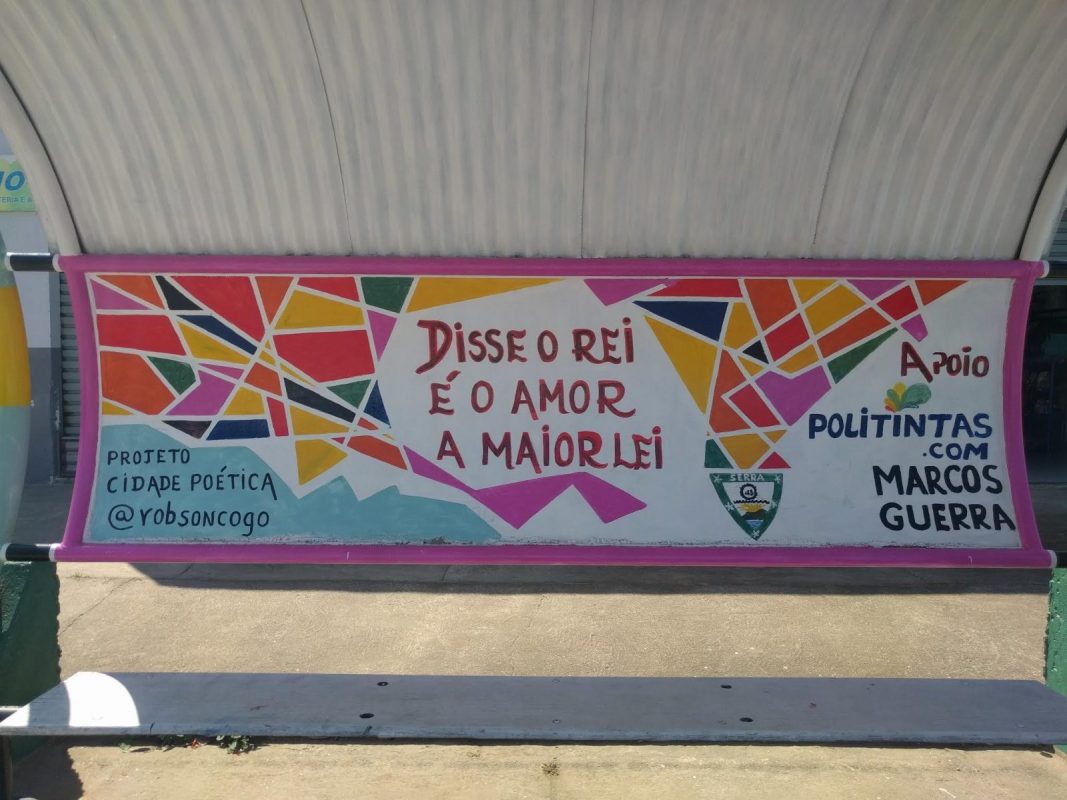 DISSE O REI
É O AMOR
A MAIOR LEI
PROJETO
CIDADE POÉTICA
@robsoncogo
SERRA
APOIO
POLITINTAS
.COM
MARCOS
GUERRA